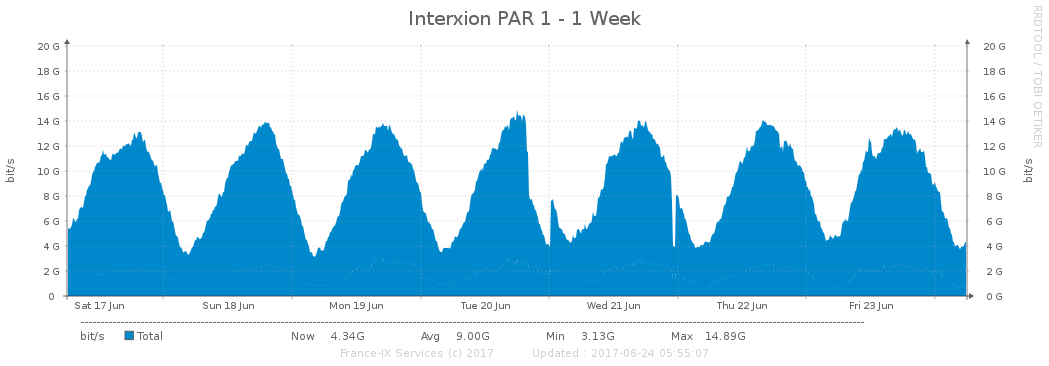 Interxion PAR 1 - 1 Week
RRDTOOL / TOBI OETIKER
20 G 20 G
18 G 18 G
16 G 16 G
14 G 14 G
12 G 12 G
10 G 10 G
8 G 8 G
6 G 6 G
4 G 4 G
2 G 2 G
0 0 G
bit/s
bit/s
Sat 17 Jun Sun 18 Jun Mon 19 Jun Tue 20 Jun Wed 21 Jun Thu 22 Jun Fri 23 Jun
bit/s Total Now 4.34G Avg 9.00G Min 3.13G Max 14.89G
France-IX Services (c) 2017 Updated : 2017-06-24 05:55:07